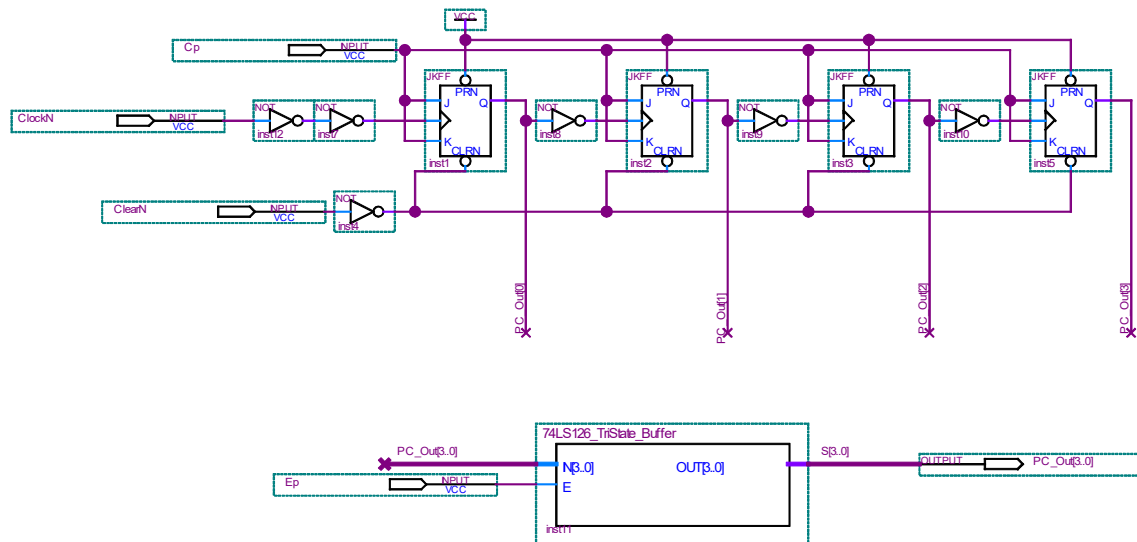 VCC
Cp
INPUT
VCC
JKFF
PRN
J
Q
K
CLRN
inst1
JKFF
PRN
J
Q
K
CLRN
inst2
JKFF
PRN
J
Q
K
CLRN
inst3
JKFF
PRN
J
Q
K
CLRN
inst5
ClockN
INPUT
VCC
NOT
inst12
NOT
inst7
NOT
inst8
NOT
inst9
NOT
inst10
ClearN
INPUT
VCC
NOT
inst4
PC_Out[0]
PC_Out[1]
PC_Out[2]
PC_Out[3]
74LS126_TriState_Buffer
PC_Out[3..0]
IN[3..0]
OUT[3..0]
S[3..0]
OUTPUT
PC_Out[3..0]
Ep
INPUT
VCC
E
inst11